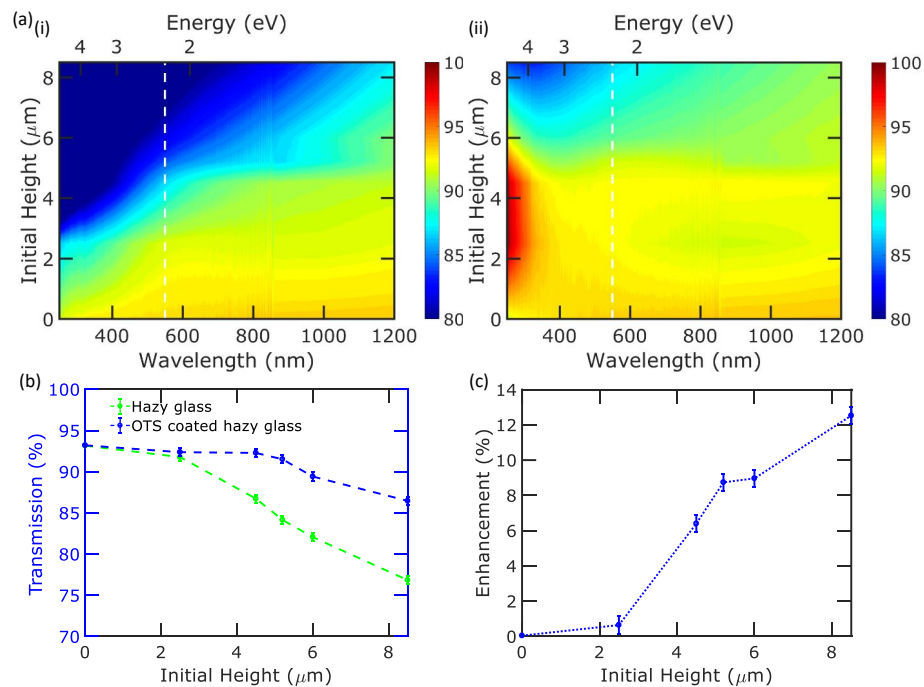 (a)
(i)
Energy (eV)
4 3 2
8
6
4
2
0
Initial Height (μm)
400 600 800 1000 1200
Wavelength (nm)
10
95
90
85
80
(ii)
Energy (eV)
4 3 2
8
6
4
2
0
Initial Height (μm)
400 600 800 1000 1200
Wavelength (nm)
100
95
90
85
80
(b)
100
95
90
85
80
75
70
Transmission (%)
Hazy glass
OTS coated hazy glass
0 2 4 6 8
Initial Height (μm)
(c)
14
12
10
8
6
4
2
0
Enhancement (%)
0 2 4 6 8
Initial Height (μm)